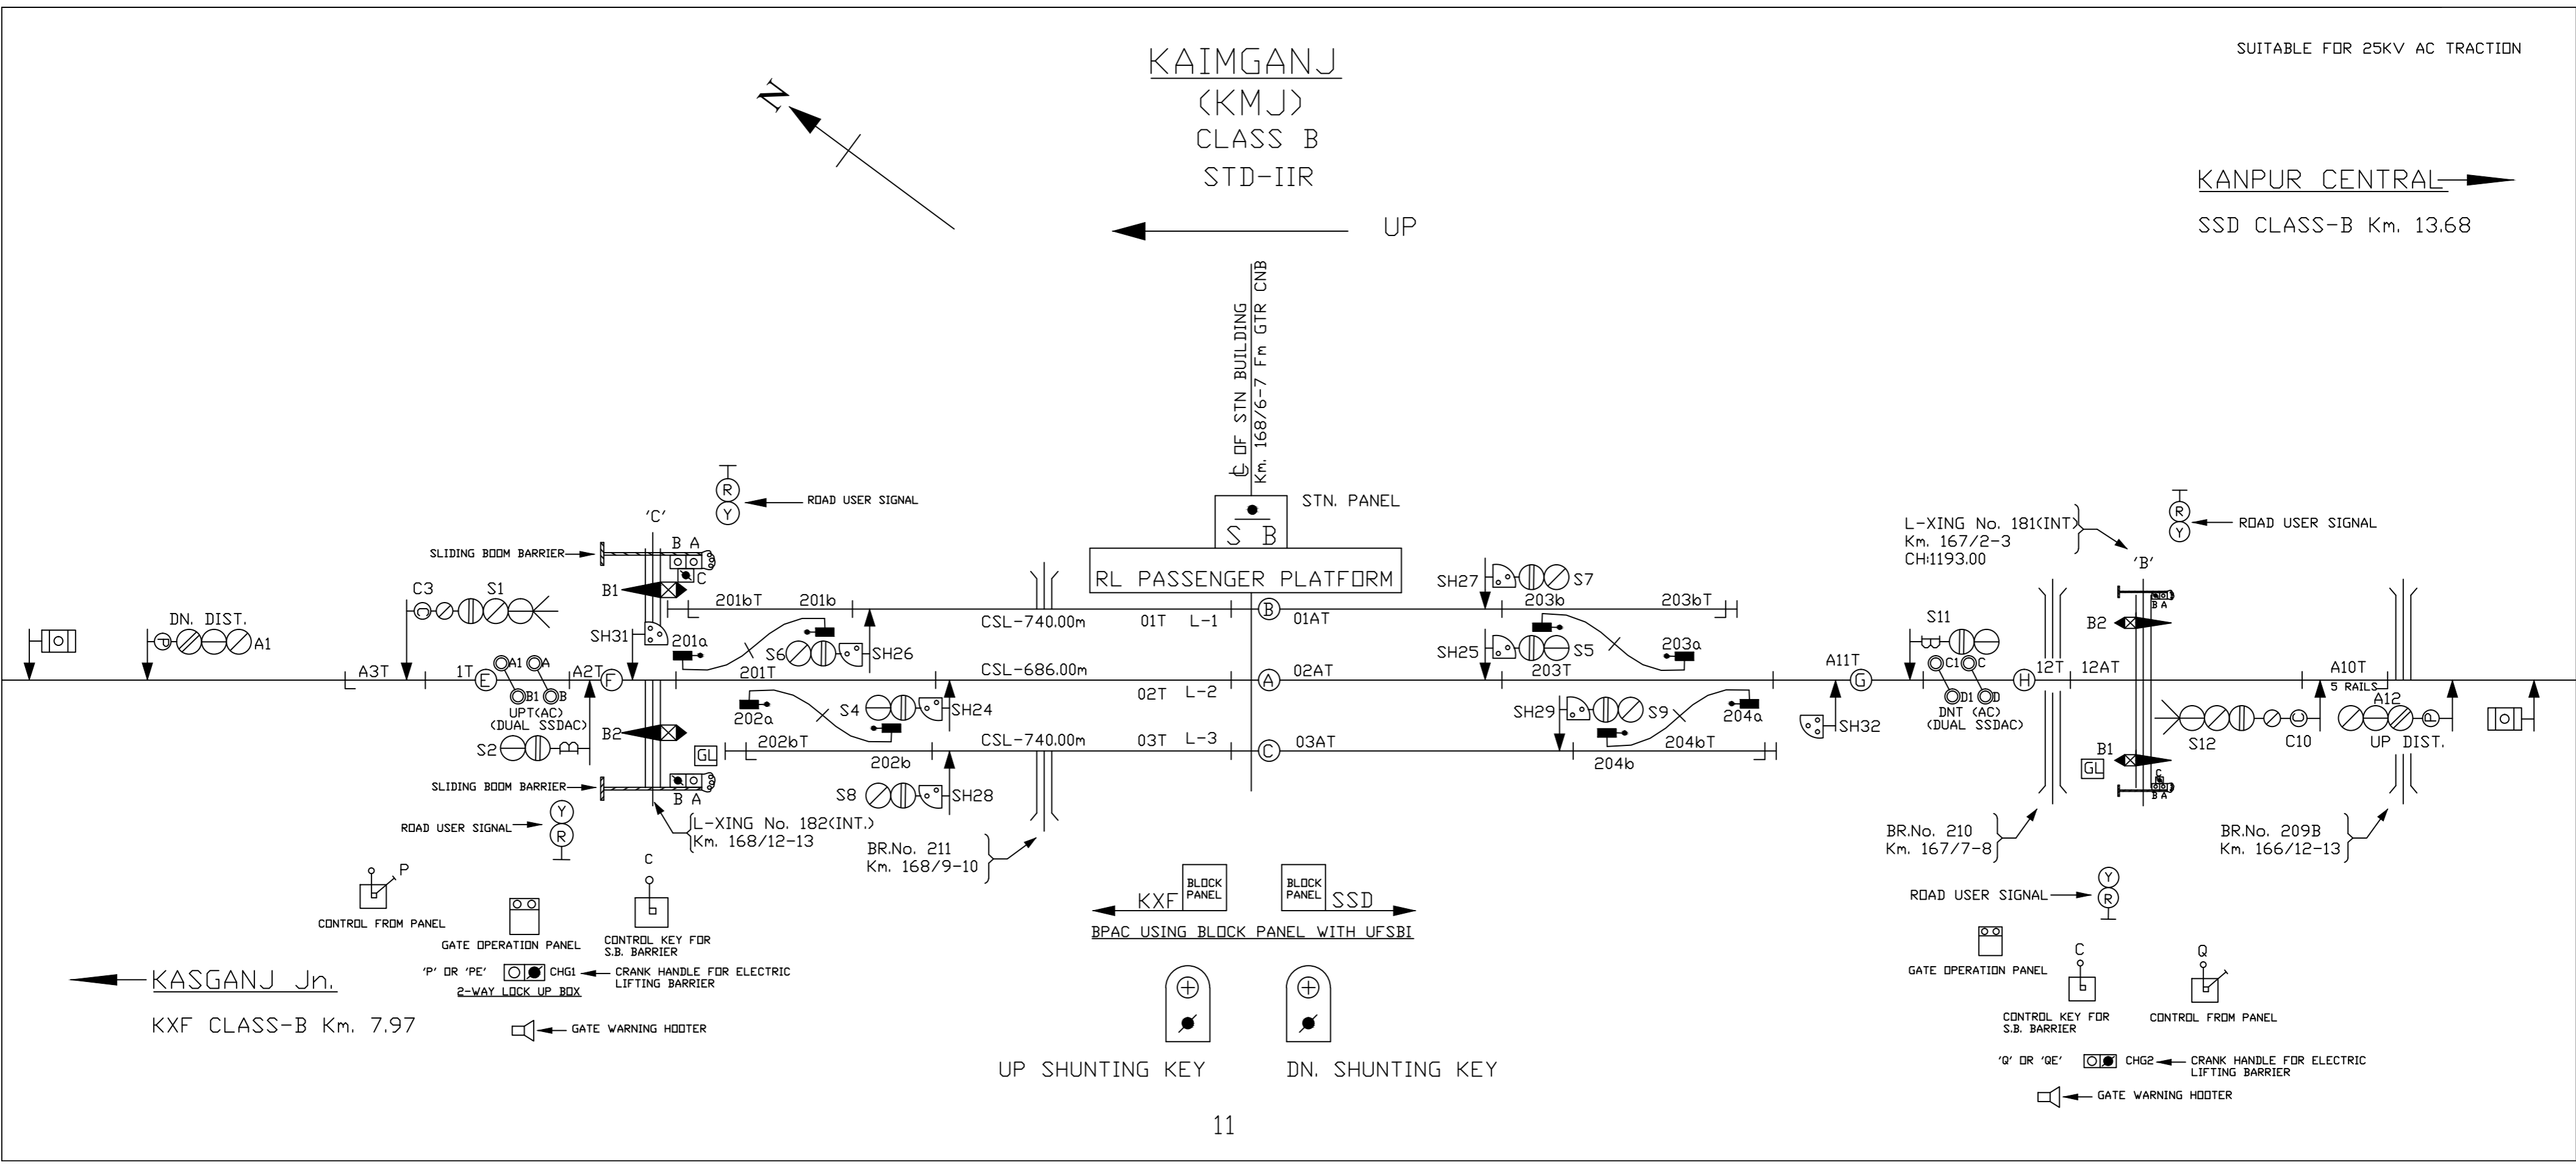 SUITABLE FOR 25KV AC TRACTION
KAIMGANJ
(KMJ)
CLASS B
STD-IIR
N
UP
KANPUR CENTRAL
SSD CLASS-B Km. 13.68
℄ OF STN BUILDING
Km. 168/6-7 Fm GTR CNB
STN. PANEL
S B
RL PASSENGER PLATFORM
R
Y
ROAD USER SIGNAL
'C'
SLIDING BOOM BARRIER
B A
C
B1
C3
S1
C
DN. DIST.
P
A1
SH31
201bT
201b
201a
S6
SH26
CSL-740.00m
01T
L-1
B
01AT
SH27
S7
203b
203bT
A3T
1T
E
A1
A
B1
B
UPT(AC)
(DUAL SSDAC)
A2T
F
201T
CSL-686.00m
02T
L-2
A
02AT
SH25
S5
203T
203a
A11T
G
S2
B2
202a
S4
SH24
202bT
202b
GL
CSL-740.00m
03T
L-3
C
03AT
SH29
S9
204a
204b
204bT
SH32
S8
SH28
SLIDING BOOM BARRIER
B A
ROAD USER SIGNAL
Y
R
L-XING No. 182(INT.)
Km. 168/12-13
BR.No. 211
Km. 168/9-10
L-XING No. 181(INT)
Km. 167/2-3
CH:1193.00
R
Y
ROAD USER SIGNAL
'B'
B A
B2
S11
C1
C
D1
D
DNT (AC)
(DUAL SSDAC)
H
12T
12AT
A10T
5 RAILS
A12
P
UP DIST.
S12
C
C10
B1
GL
C
B A
BR.No. 210
Km. 167/7-8
BR.No. 209B
Km. 166/12-13
ROAD USER SIGNAL
Y
R
P
CONTROL FROM PANEL
GATE OPERATION PANEL
C
CONTROL KEY FOR
S.B. BARRIER
'P' OR 'PE'
CHG1
CRANK HANDLE FOR ELECTRIC
LIFTING BARRIER
2-WAY LOCK UP BOX
GATE WARNING HOOTER
KASGANJ Jn.
KXF CLASS-B Km. 7.97
KXF
BLOCK
PANEL
BLOCK
PANEL
SSD
BPAC USING BLOCK PANEL WITH UFSBI
UP SHUNTING KEY
DN. SHUNTING KEY
GATE OPERATION PANEL
C
CONTROL KEY FOR
S.B. BARRIER
Q
CONTROL FROM PANEL
'Q' OR 'QE'
CHG2
CRANK HANDLE FOR ELECTRIC
LIFTING BARRIER
GATE WARNING HOOTER
11